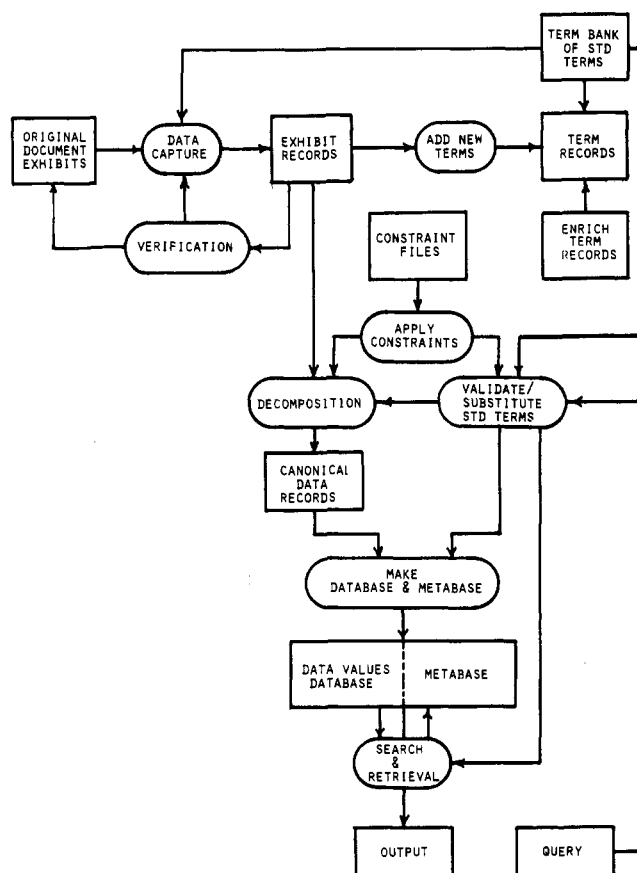 TERM BANK
OF STD
TERMS
ORIGINAL
DOCUMENT
EXHIBITS
DATA
CAPTURE
EXHIBIT
RECORDS
ADD NEW
TERMS
TERM
RECORDS
VERIFICATION
CONSTRAINT
FILES
ENRICH
TERM
RECORDS
APPLY
CONSTRAINTS
DECOMPOSITION
VALIDATE/
SUBSTITUTE
STD TERMS
CANONICAL
DATA
RECORDS
MAKE
DATABASE & METABASE
DATA VALUES
DATABASE
METABASE
SEARCH
&
RETRIEVAL
OUTPUT
QUERY